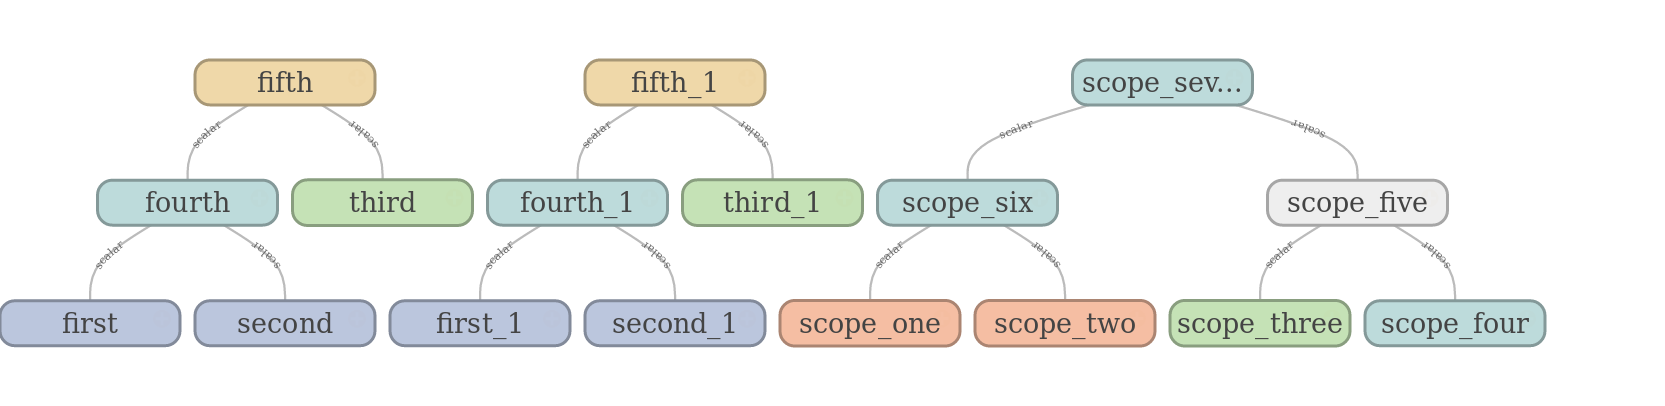 fifth
fifth_1
scope_sev...
scalar
scalar
scalar
scalar
scalar
scalar
fourth
third
fourth_1
third_1
scope_six
scope_five
scalar
scalar
scalar
scalar
scalar
scalar
scalar
scalar
first
second
first_1
second_1
scope_one
scope_two
scope_three
scope_four